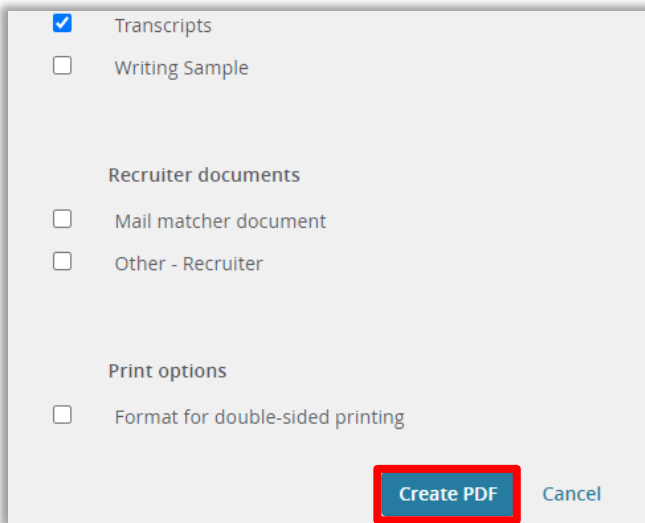 Transcripts
Writing Sample
Recruiter documents
Mail matcher document
Other - Recruiter
Print options
Format for double-sided printing
Create PDF Cancel